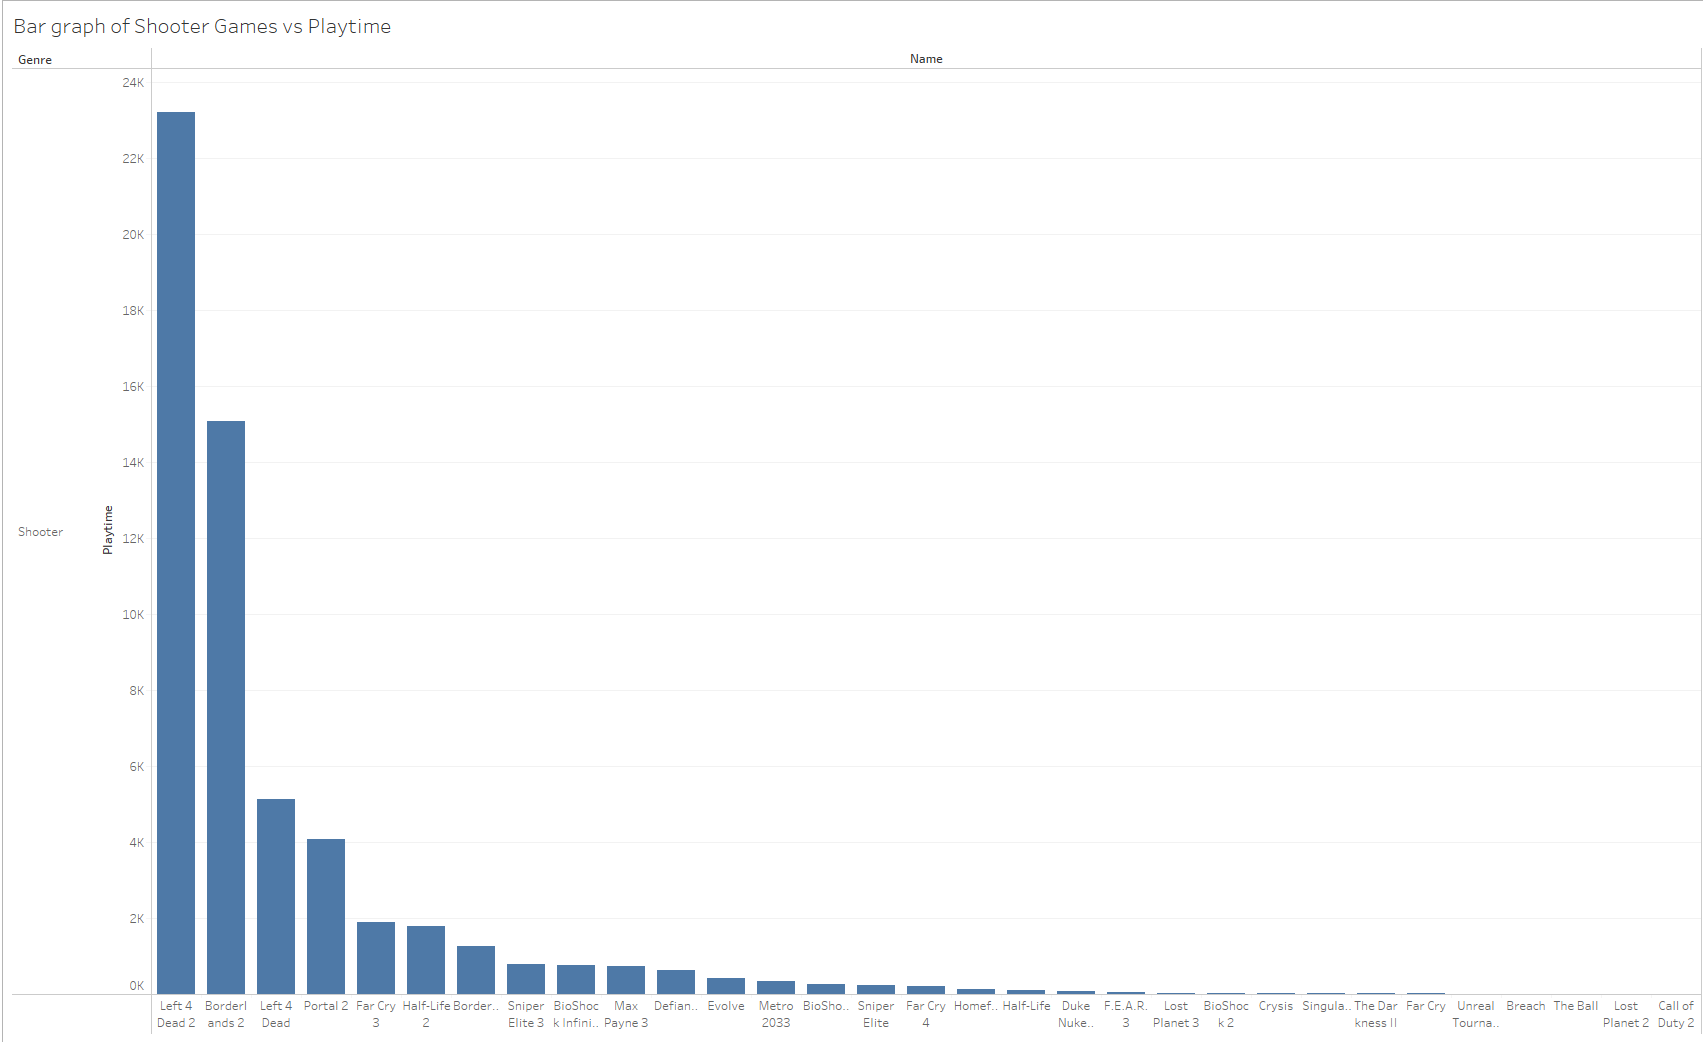 Bar graph of Shooter Games vs Playtime
Genre
Name
24K
22K
20K
18K
16K
14K
12K
10K
8K
6K
4K
2K
0K
Shooter
Playtime
Left 4
Dead 2
Borderl
ands 2
Left 4
Dead
Portal 2
Far Cry
3
Half-Life
2
Border..
Sniper
Elite 3
BioShoc
k Infini..
Max
Payne 3
Defian..
Evolve
Metro
2033
BioSho..
Sniper
Elite
Far Cry
4
Homef..
Half-Life
Duke
Nuke..
F.E.A.R.
3
Lost
Planet 3
BioShoc
k 2
Crysis
Singula..
The Dar
kness II
Far Cry
Unreal
Tourna..
Breach
The Ball
Lost
Planet 2
Call of
Duty 2